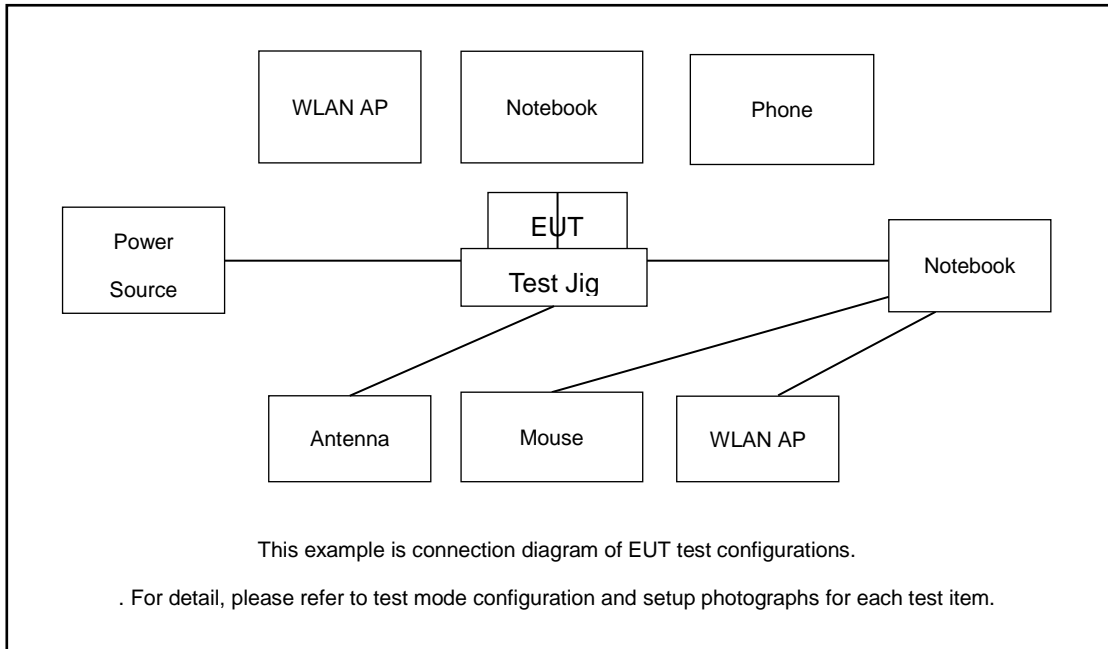 WLAN AP
Notebook
Phone
EUT
Power
Source
Test Jig
Notebook
Antenna
Mouse
WLAN AP
This example is connection diagram of EUT test configurations.
. For detail, please refer to test mode configuration and setup photographs for each test item.